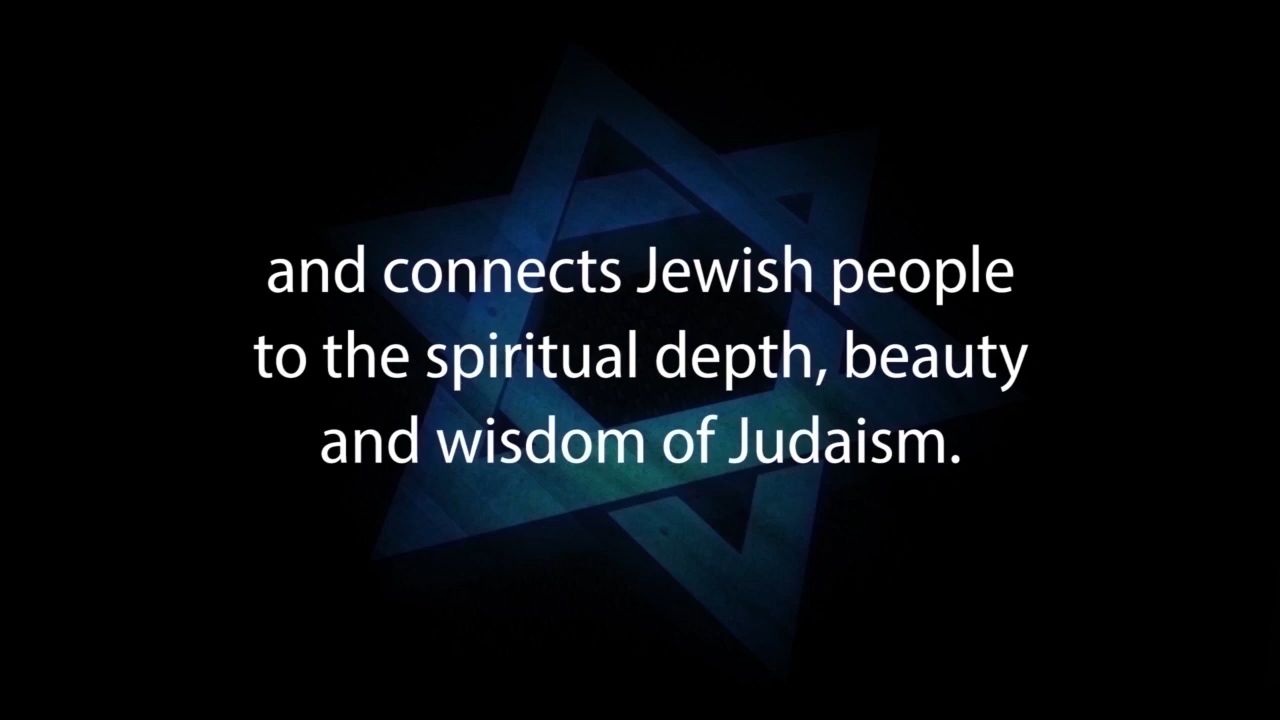 and connects Jewish people
to the spiritual depth, beauty
and wisdom of Judaism.